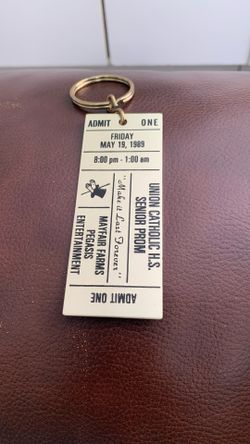 ADMIT ONE
FRIDAY
MAY 19, 1989
8:00 pm - 1:00 am
UNION CATHOLIC H.S.
SENIOR PROM
"Make it Last Forever"
MAYFAIR FARMS
PEGASIS
ENTERTAINMENT
ADMIT ONE